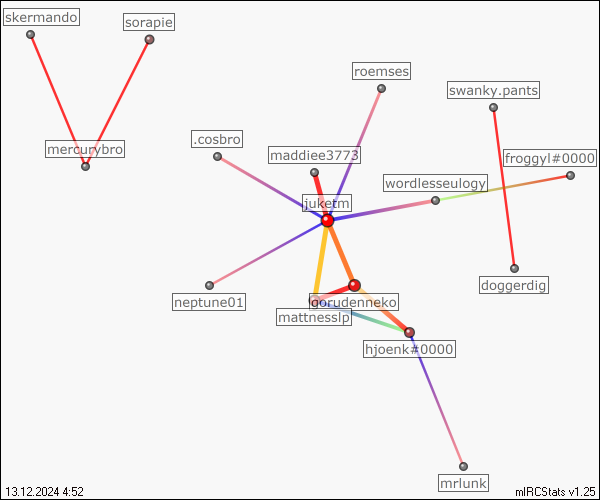 skermando
sorapie
roemses
swanky.pants
.cosbro
mercurybro
maddiee3773
froggyl#0000
wordlesseulogy
juketm
doggerdig
neptune01
gorudenneko
mattnesslp
hjoenk#0000
mrlunk
13.12.2024 4:52
mIRCStats v1.25